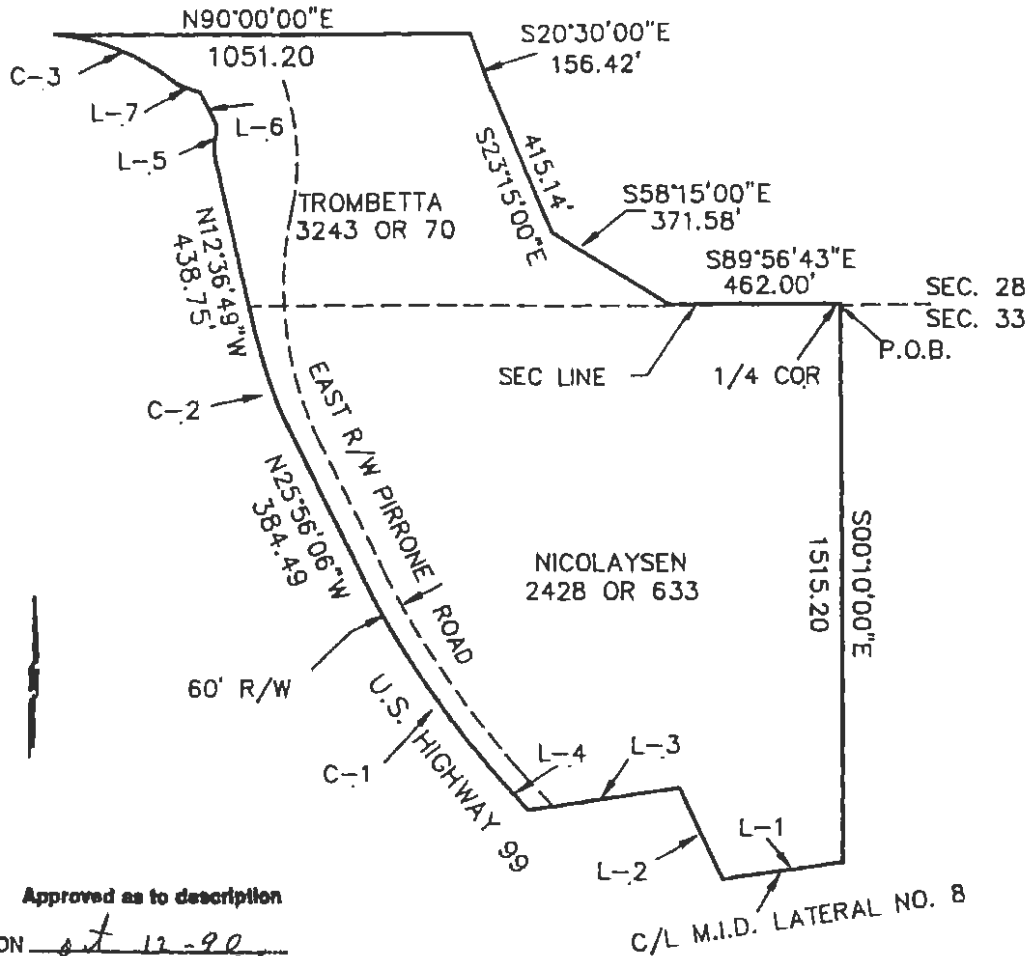 N90°00'00"E
1051.20
S20°30'00"E
156.42'
C-3
L-7
L-6
L-5
415.14'
S23°15'00"E
TROMBETTA
3243 OR 70
S58°15'00"E
371.58'
N12°36'49"W
438.75'
S89°56'43"E
462.00'
SEC. 28
SEC. 33
P.O.B.
SEC LINE
1/4 COR
C-2
EAST R/W PIRRONE ROAD
N25°56'06"W
384.49
NICOLAYSEN
2428 OR 633
S00°10'00"E
1515.20
60' R/W
U.S. HIGHWAY 99
C-1
L-4
L-3
L-1
L-2
C/L M.I.D. LATERAL NO. 8
Approved as to description
ON 12-90